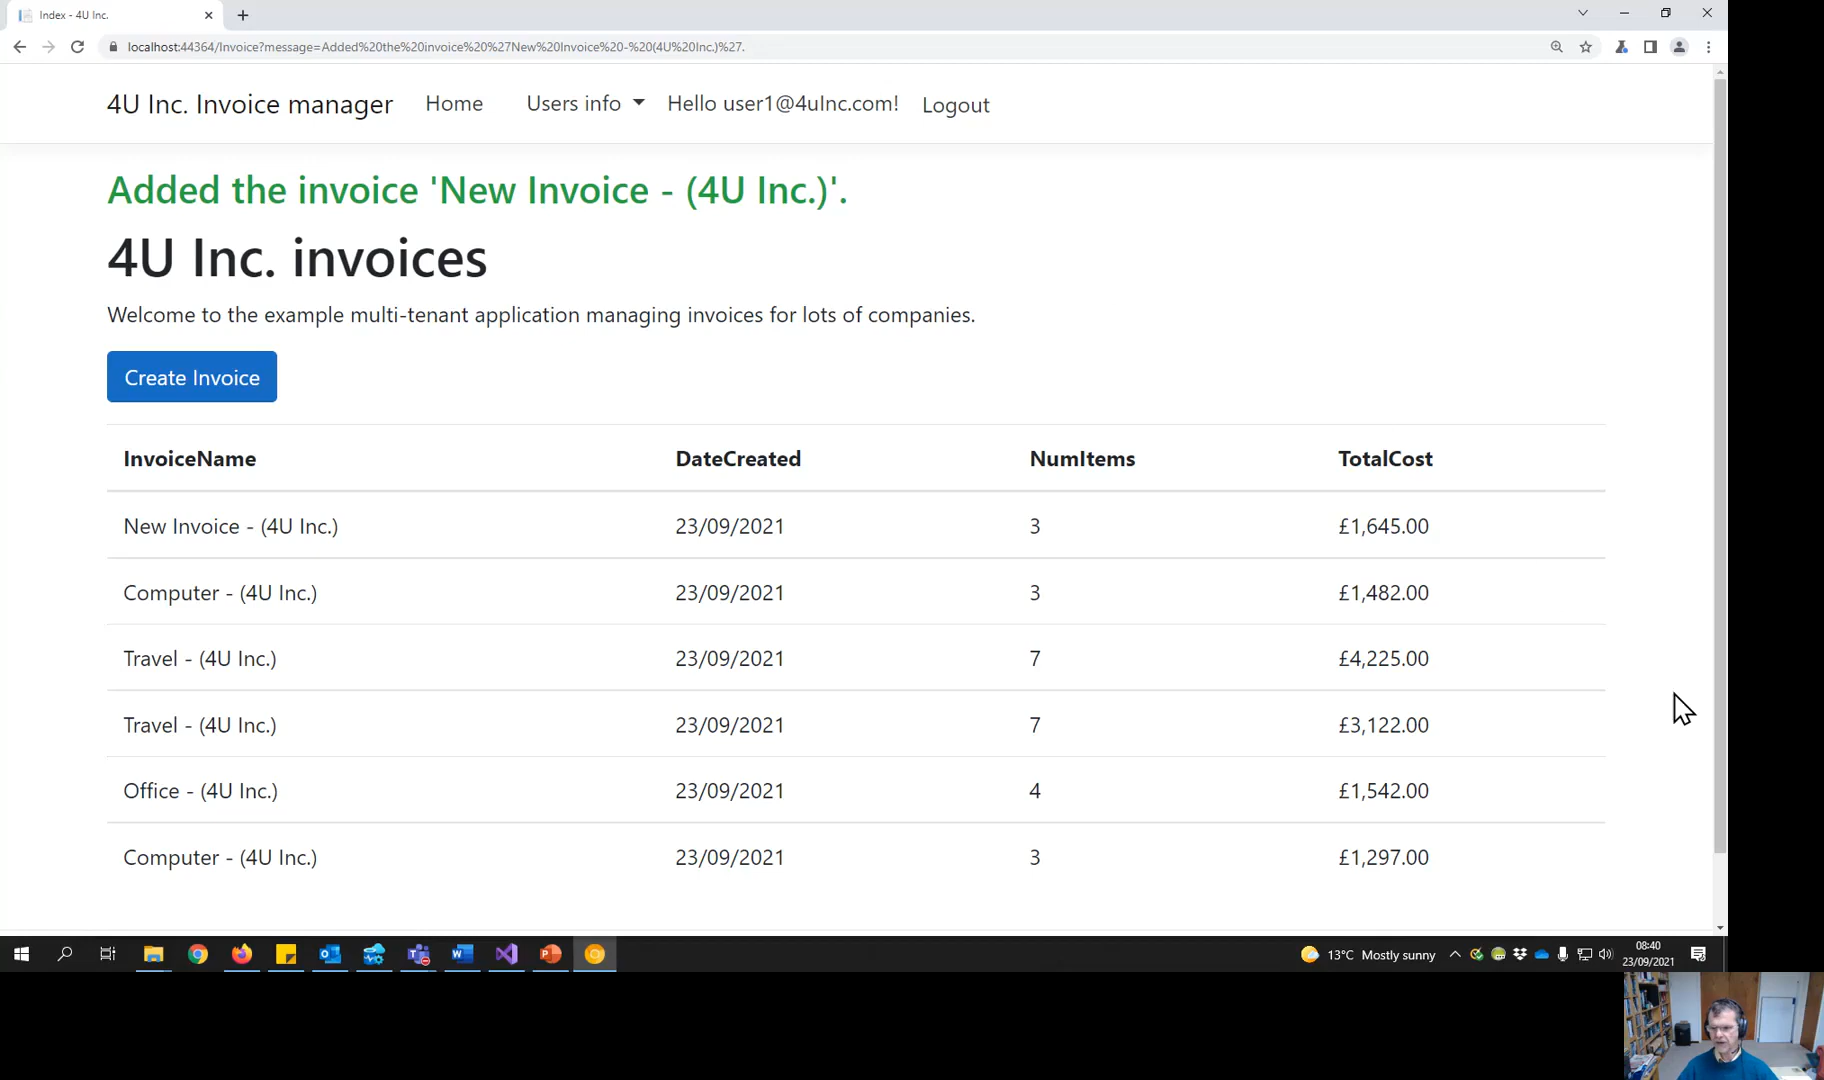 Index - 4U Inc.
localhost:44364/Invoice?message=Added%20the%20invoice%20%27New%20Invoice%20-%20(4U%20Inc.)%27.
4U Inc. Invoice manager Home Users info Hello user1@4uInc.com! Logout
Added the invoice 'New Invoice - (4U Inc.)'.
4U Inc. invoices
Welcome to the example multi-tenant application managing invoices for lots of companies.
Create Invoice
InvoiceName DateCreated NumItems TotalCost
New Invoice - (4U Inc.) 23/09/2021 3 £1,645.00
Computer - (4U Inc.) 23/09/2021 3 £1,482.00
Travel - (4U Inc.) 23/09/2021 7 £4,225.00
Travel - (4U Inc.) 23/09/2021 7 £3,122.00
Office - (4U Inc.) 23/09/2021 4 £1,542.00
Computer - (4U Inc.) 23/09/2021 3 £1,297.00
13°C Mostly sunny
08:40
23/09/2021